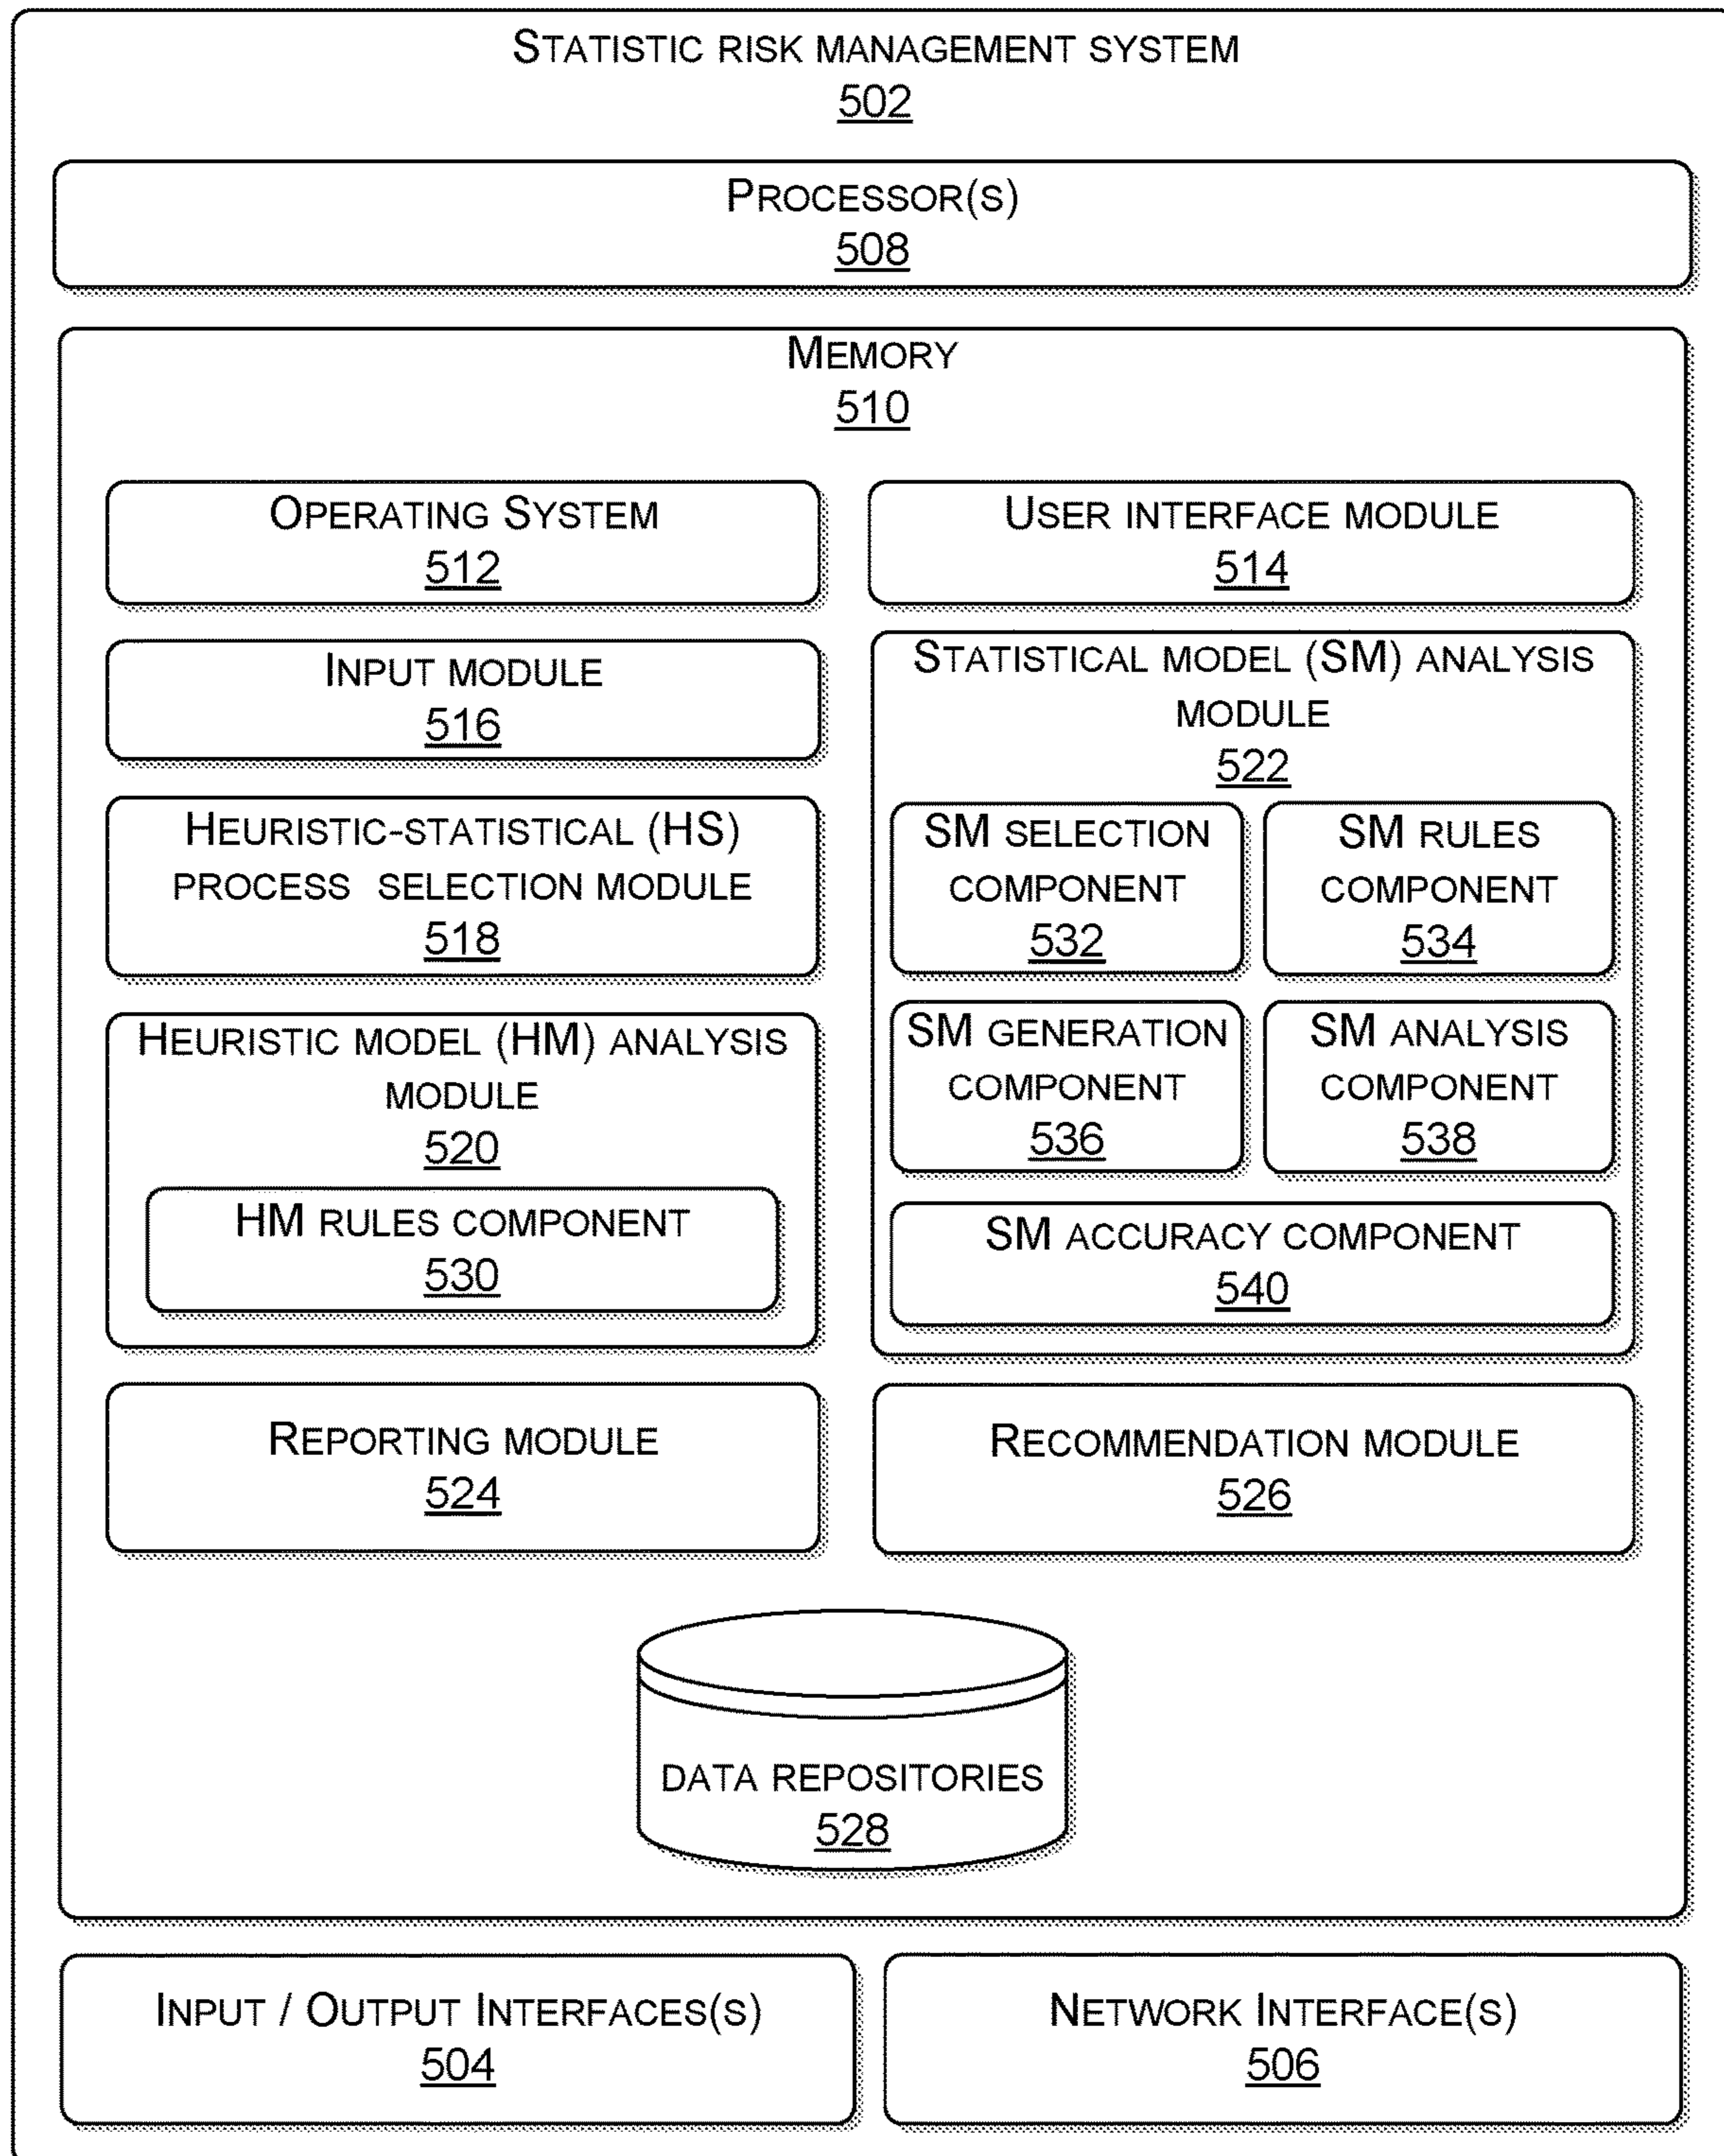 STATISTIC RISK MANAGEMENT SYSTEM
502
PROCESSOR(S)
508
MEMORY
510
OPERATING SYSTEM
512
USER INTERFACE MODULE
514
INPUT MODULE
516
HEURISTIC-STATISTICAL (HS)
PROCESS SELECTION MODULE
518
HEURISTIC MODEL (HM) ANALYSIS
MODULE
520
HM RULES COMPONENT
530
STATISTICAL MODEL (SM) ANALYSIS
MODULE
522
SM SELECTION
COMPONENT
532
SM RULES
COMPONENT
534
SM GENERATION
COMPONENT
536
SM ANALYSIS
COMPONENT
538
SM ACCURACY COMPONENT
540
REPORTING MODULE
524
RECOMMENDATION MODULE
526
DATA REPOSITORIES
528
INPUT / OUTPUT INTERFACES(S)
504
NETWORK INTERFACE(S)
506